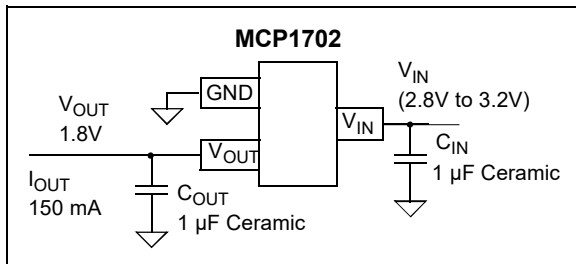 MCP1702
GND
VIN
(2.8V to 3.2V)
VOUT
1.8V
VOUT
VIN
IOUT
150 mA
COUT
1 µF Ceramic
CIN
1 µF Ceramic